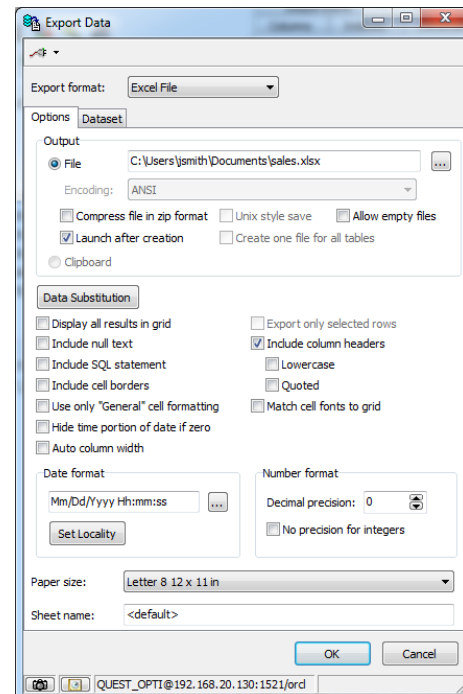 Export Data
Export format: Excel File
Options Dataset
Output
File C:\Users\jsmith\Documents\sales.xlsx ...
Encoding: ANSI
Compress file in zip format Unix style save Allow empty files
Launch after creation Create one file for all tables
Clipboard
Data Substitution
Display all results in grid Export only selected rows
Include null text Include column headers
Include SQL statement Lowercase
Include cell borders Quoted
Use only "General" cell formatting Match cell fonts to grid
Hide time portion of date if zero
Auto column width
Date format Number format
Mm/Dd/Yyyy Hh:mm:ss ... Decimal precision: 0
Set Locality No precision for integers
Paper size: Letter 8 12 x 11 in
Sheet name: <default>
OK Cancel
QUEST_OPTI@192.168.20.130:1521/orcl